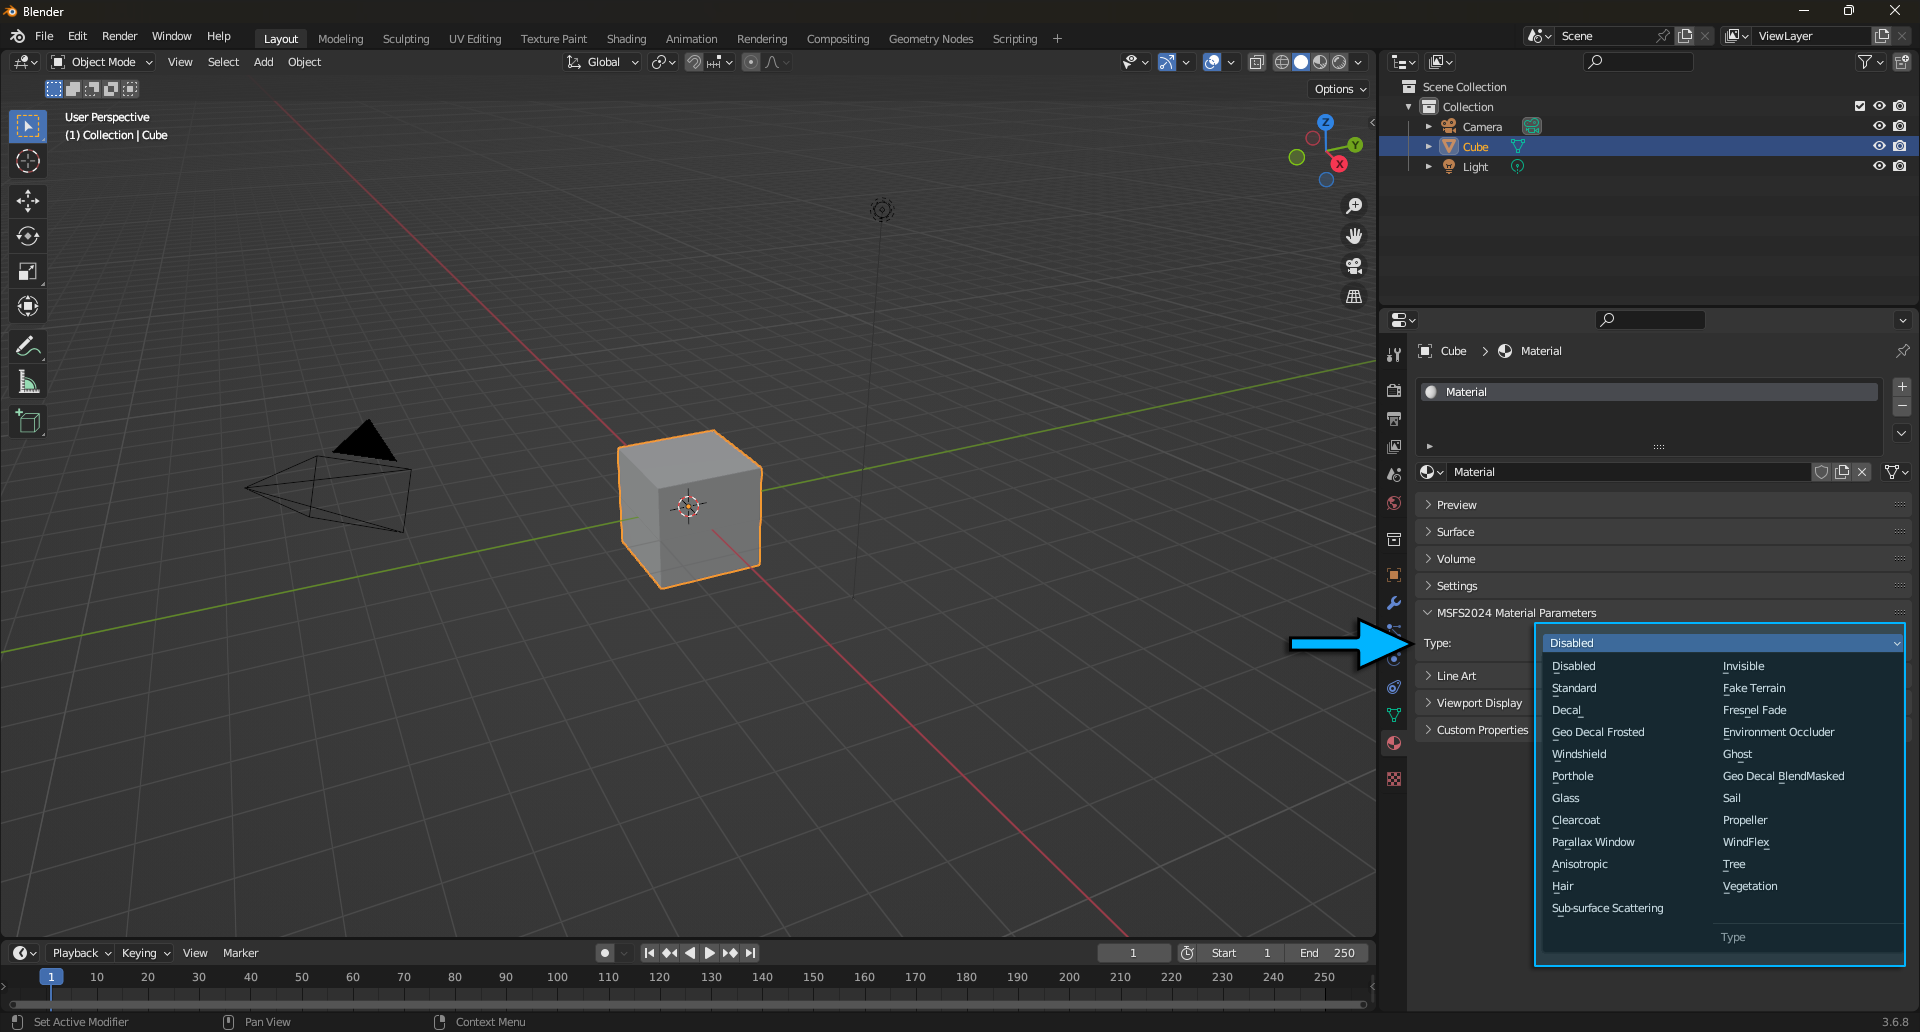 Blender
File Edit Render Window Help Layout Modeling Sculpting UV Editing Texture Paint Shading Animation Rendering Compositing Geometry Nodes Scripting + Scene ViewLayer
Object Mode View Select Add Object Global
Options
User Perspective
(1) Collection | Cube
Z
Y
X
Scene Collection
Collection
Camera
Cube
Light
Cube > Material
Material
Material
Preview
Surface
Volume
Settings
MSFS2024 Material Parameters
Type: Disabled
Line Art
Viewport Display
Custom Properties
Disabled Invisible
Standard Fake Terrain
Decal Fresnel Fade
Geo Decal Frosted Environment Occluder
Windshield Ghost
Porthole Geo Decal BlendMasked
Glass Sail
Clearcoat Propeller
Parallax Window WindFlex
Anisotropic Tree
Hair Vegetation
Sub-surface Scattering
Type
Playback Keying View Marker 1 Start 1 End 250
1 10 20 30 40 50 60 70 80 90 100 110 120 130 140 150 160 170 180 190 200 210 220 230 240 250
Set Active Modifier Pan View Context Menu 3.6.8